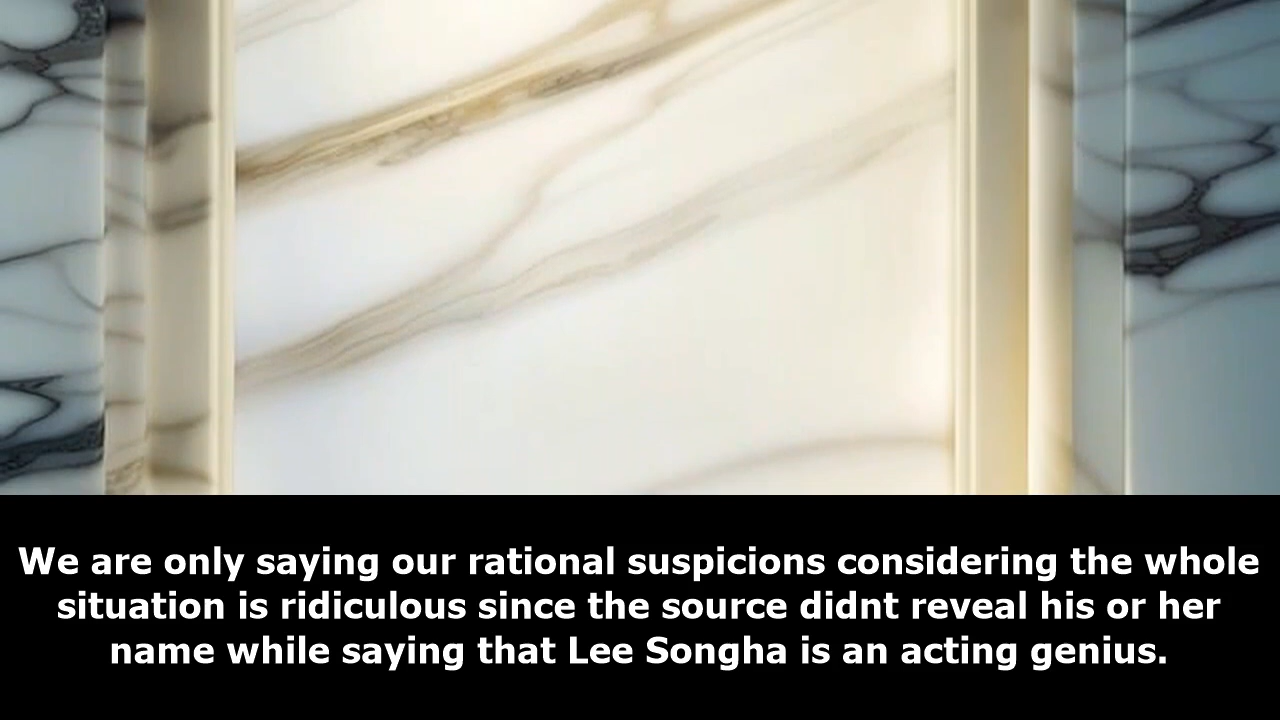 We are only saying our rational suspicions considering the whole
situation is ridiculous since the source didnt reveal his or her
name while saying that Lee Songha is an acting genius.